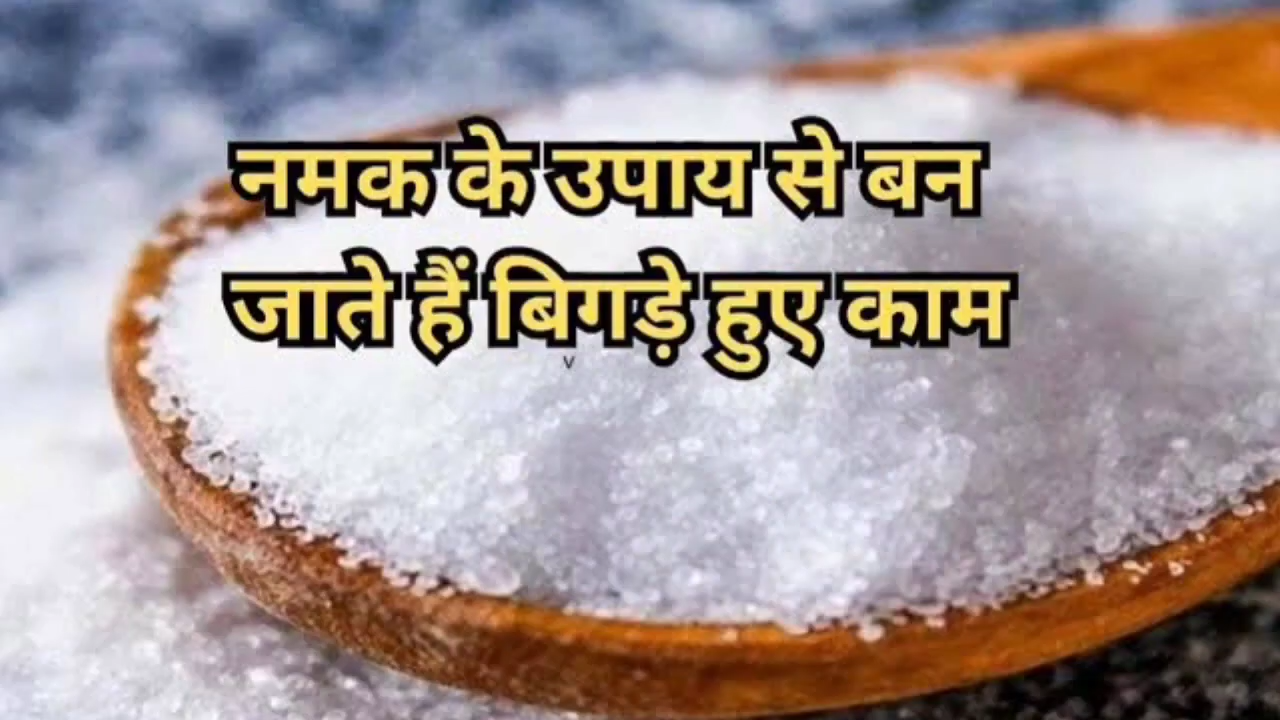 नमक के उपाय से बन
जाते हैं बिगड़े हुए काम
v